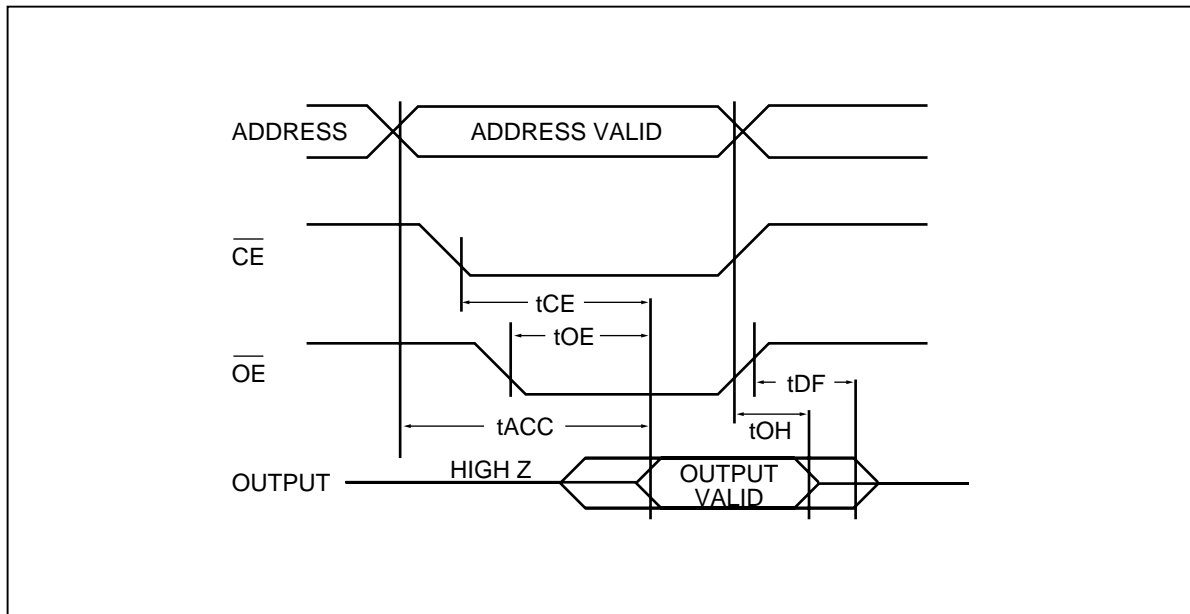 ADDRESS
ADDRESS VALID
CE
tCE
tOE
OE
tDF
tACC
tOH
HIGH Z
OUTPUT
OUTPUT
VALID